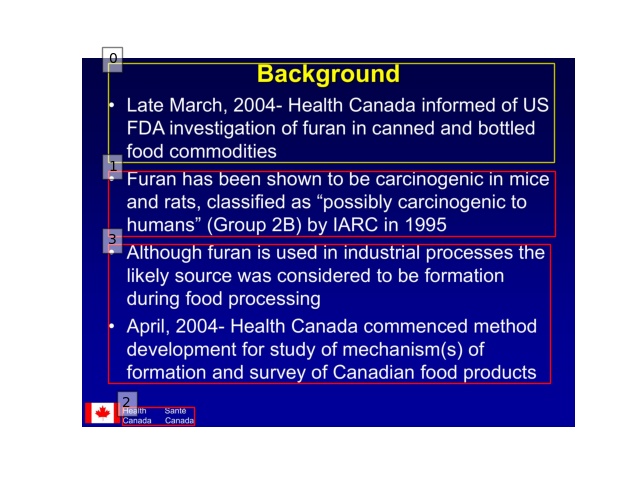 Background
• Late March, 2004- Health Canada informed of US
FDA investigation of furan in canned and bottled
food commodities
• Furan has been shown to be carcinogenic in mice
and rats, classified as “possibly carcinogenic to
humans” (Group 2B) by IARC in 1995
• Although furan is used in industrial processes the
likely source was considered to be formation
during food processing
• April, 2004- Health Canada commenced method
development for study of mechanism(s) of
formation and survey of Canadian food products
Health Santé
Canada Canada
0
1
3
2